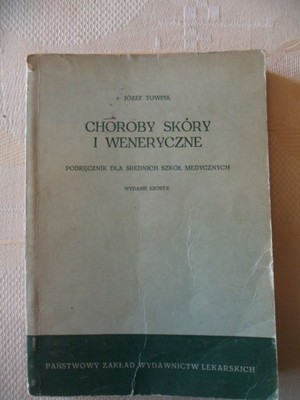 † JÓZEF TOWPIK
CHOROBY SKÓRY
I WENERYCZNE
PODRĘCZNIK DLA ŚREDNICH SZKÓŁ MEDYCZNYCH
WYDANIE SZÓSTE
PAŃSTWOWY ZAKŁAD WYDAWNICTW LEKARSKICH